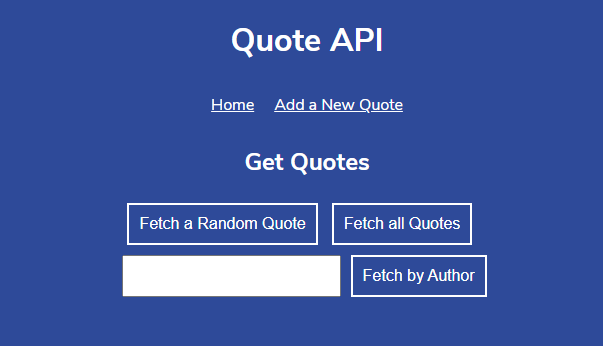 Quote API
Home Add a New Quote
Get Quotes
Fetch a Random Quote Fetch all Quotes
Fetch by Author